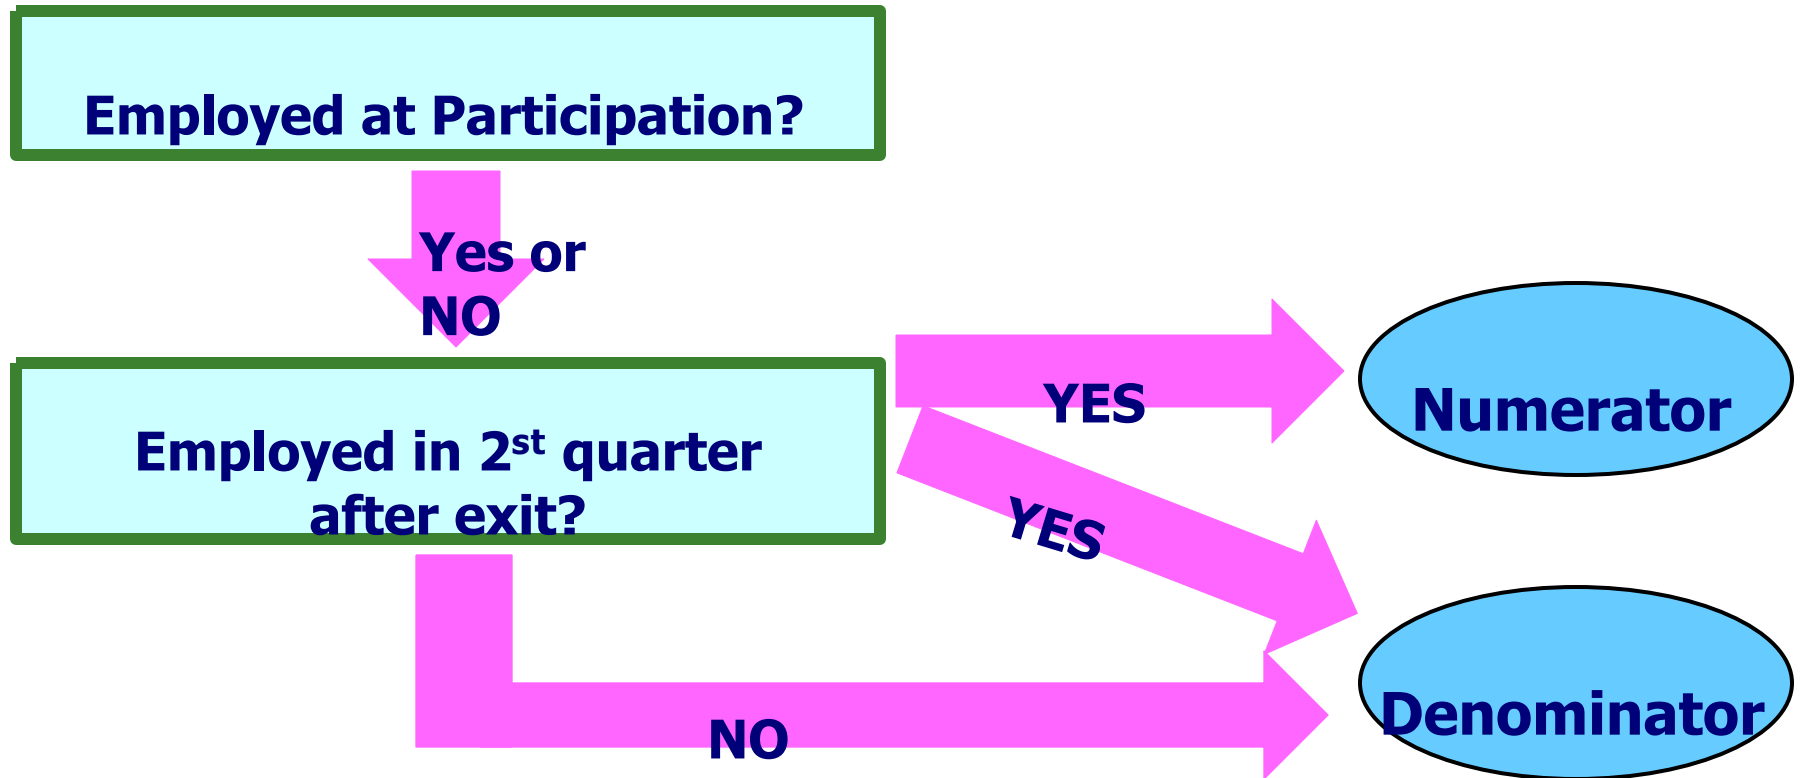 Employed at Participation?
Yes or
NO
Employed in 2st quarter
after exit?
YES
Numerator
YES
Denominator
NO